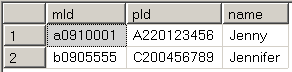 mId pId name
1 a0910001 A220123456 Jenny
2 b0905555 C200456789 Jennifer